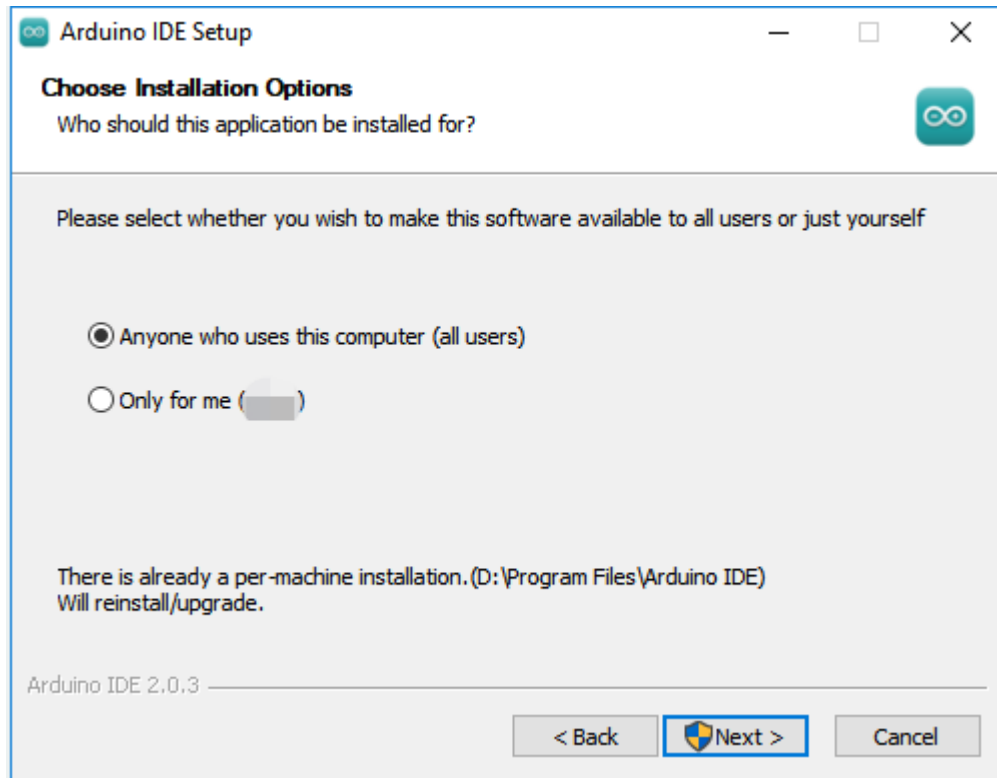 Arduino IDE Setup
Choose Installation Options
Who should this application be installed for?
Please select whether you wish to make this software available to all users or just yourself
Anyone who uses this computer (all users)
Only for me ( )
There is already a per-machine installation.(D:\Program Files\Arduino IDE)
Will reinstall/upgrade.
Arduino IDE 2.0.3
< Back
Next >
Cancel